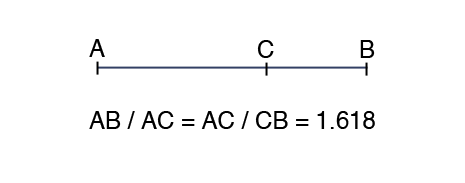 A C B
AB / AC = AC / CB = 1.618